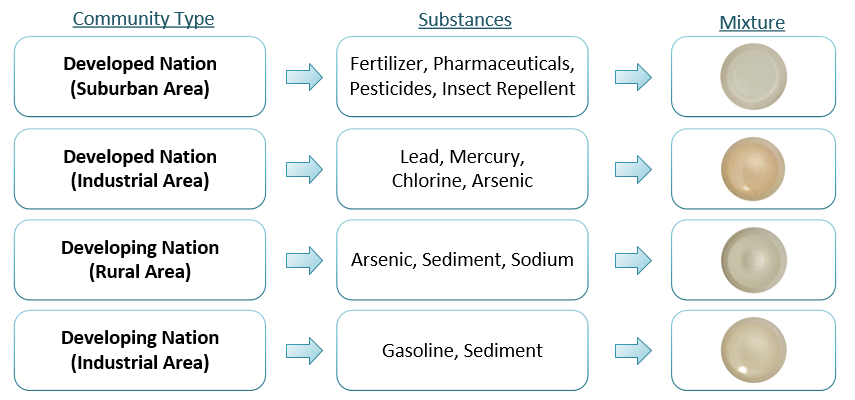 Community Type
Substances
Mixture
Developed Nation
(Suburban Area)
Fertilizer, Pharmaceuticals,
Pesticides, Insect Repellent
Developed Nation
(Industrial Area)
Lead, Mercury,
Chlorine, Arsenic
Developing Nation
(Rural Area)
Arsenic, Sediment, Sodium
Developing Nation
(Industrial Area)
Gasoline, Sediment